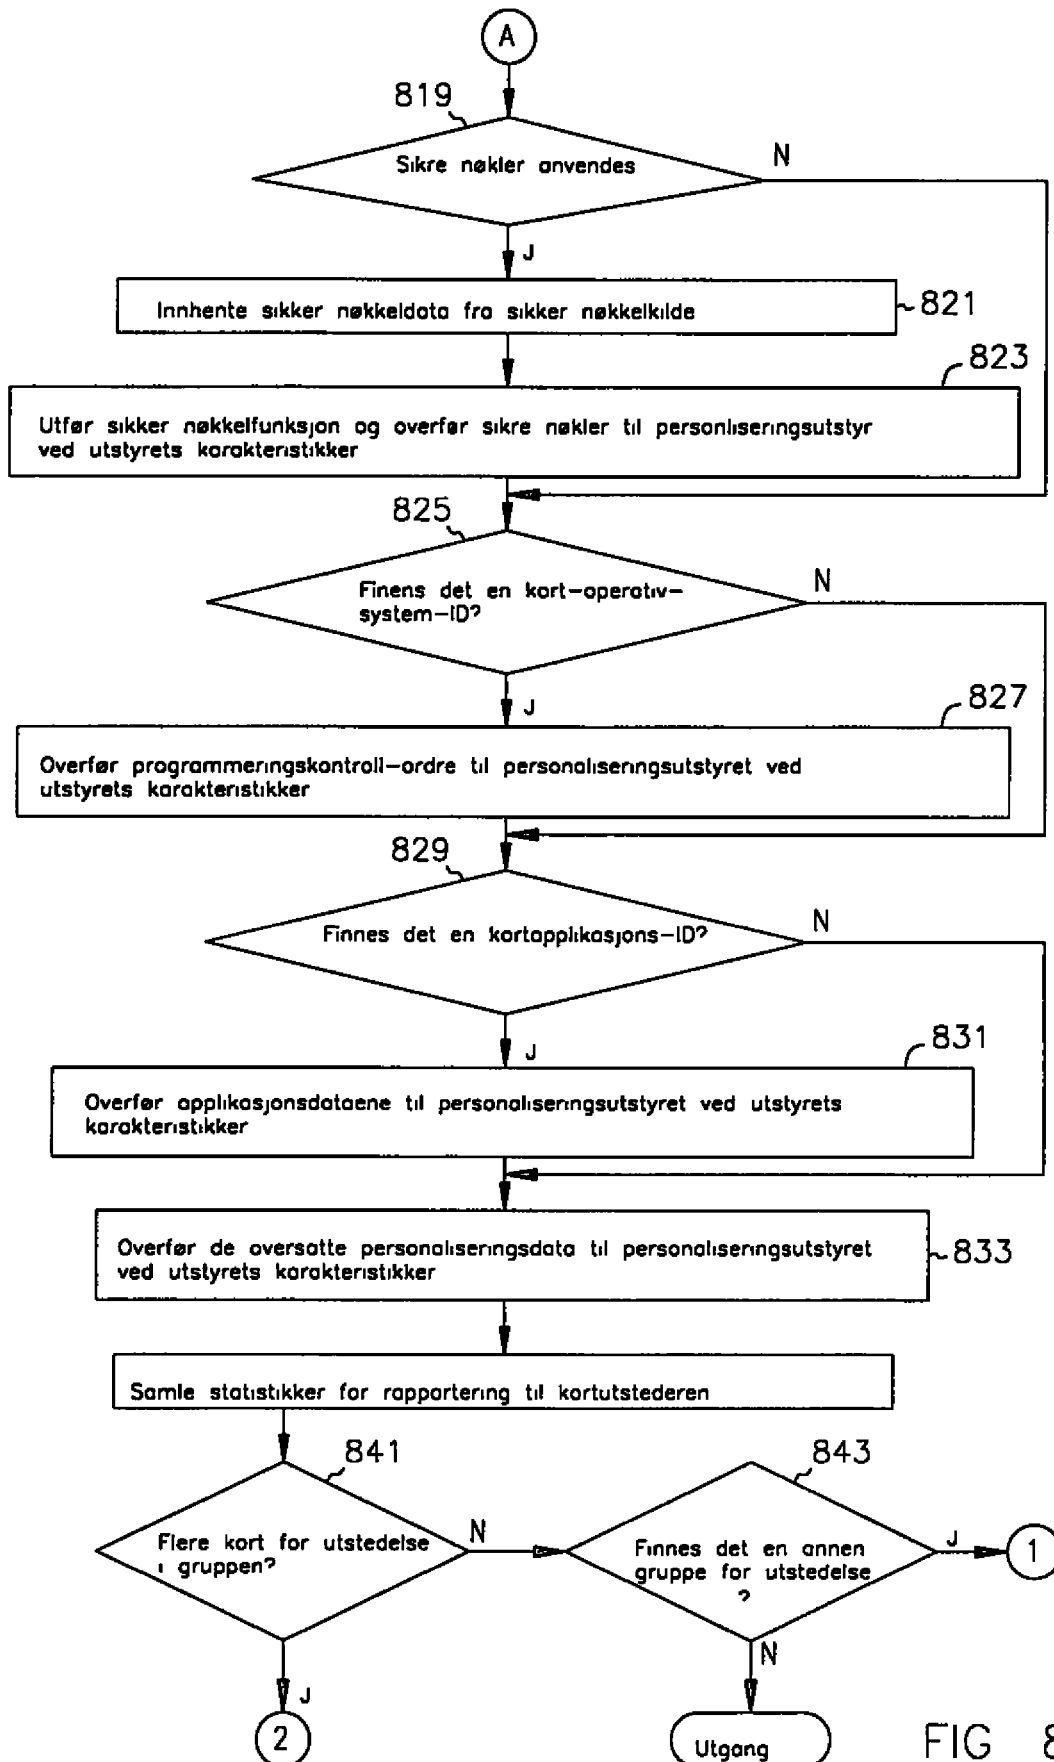 A
819
Sikre nøkler anvendes
N
J
Innhente sikker nøkkeldata fra sikker nøkkelkilde
821
823
Utfør sikker nøkkelfunksjon og overfør sikre nøkler til personliseringsutstyr
ved utstyrets karakteristikker
825
Finens det en kort-operativ-
system-ID?
N
J
827
Overfør programmeringskontroll-ordre til personaliseringsutstyret ved
utstyrets karakteristikker
829
Finnes det en kortapplikasjons-ID?
N
J
831
Overfør applikasjonsdataene til personaliseringsutstyret ved utstyrets
karakteristikker
Overfør de oversatte personaliseringsdata til personaliseringsutstyret
ved utstyrets karakteristikker
833
Samle statistikker for rapportering til kortutstederen
841
843
Flere kort for utstedelse
i gruppen?
N
Finnes det en annen
gruppe for utstedelse
?
J
1
J
N
2
Utgang
FIG 8